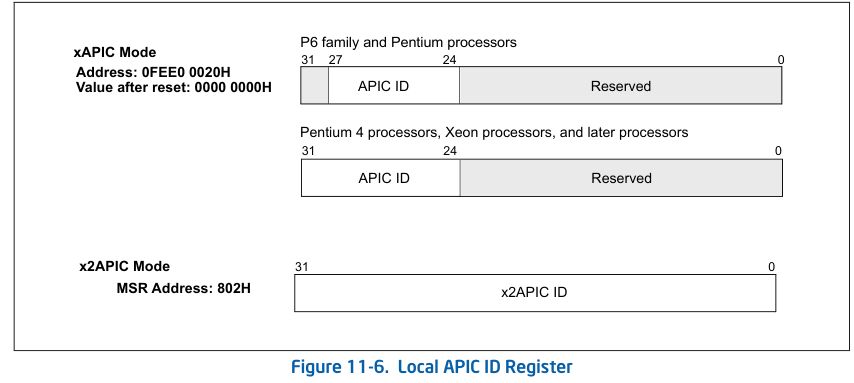 P6 family and Pentium processors
xAPIC Mode
Address: 0FEE0 0020H
Value after reset: 0000 0000H
31 27 24 0
APIC ID Reserved
Pentium 4 processors, Xeon processors, and later processors
31 24 0
APIC ID Reserved
x2APIC Mode
MSR Address: 802H
31 0
x2APIC ID
Figure 11-6. Local APIC ID Register